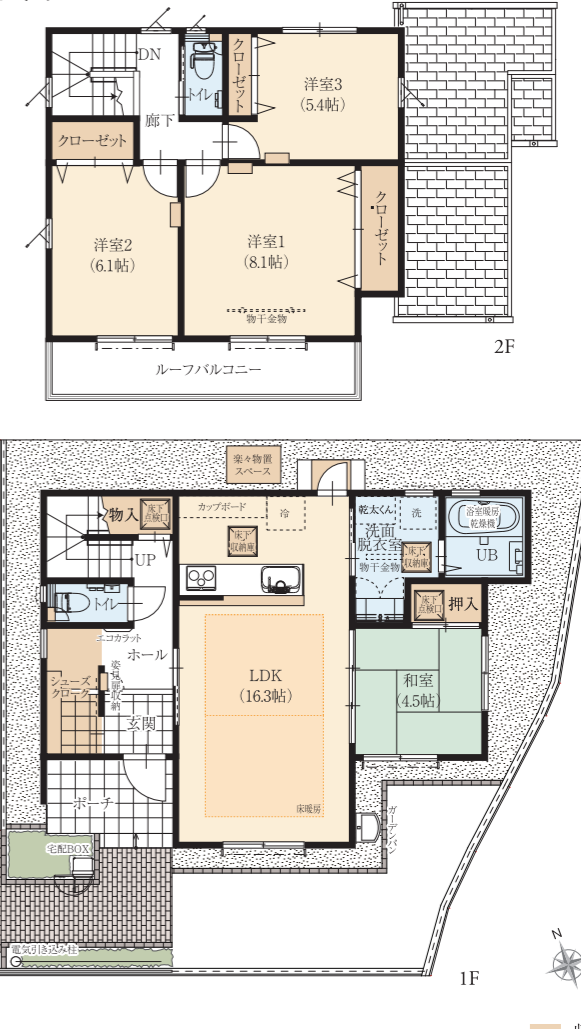 DN
トイレ
クローゼット
洋室3
(5.4帖)
廊下
クローゼット
洋室2
(6.1帖)
洋室1
(8.1帖)
クローゼット
物干金物
2F
ルーフバルコニー
楽々物置
スペース
物入
床下
点検口
カップボード
冷
乾太くん
洗
洗面
脱衣室
浴室暖房
乾燥機
床下
収納庫
床下
収納庫
UP
物干金物
UB
トイレ
床下
点検口
押入
エコカラット
ホール
姿見扉収納
シューズ
クローク
LDK
(16.3帖)
和室
(4.5帖)
玄関
ポーチ
床暖房
ガーデンパン
宅配BOX
電気引き込み柱
N
1F